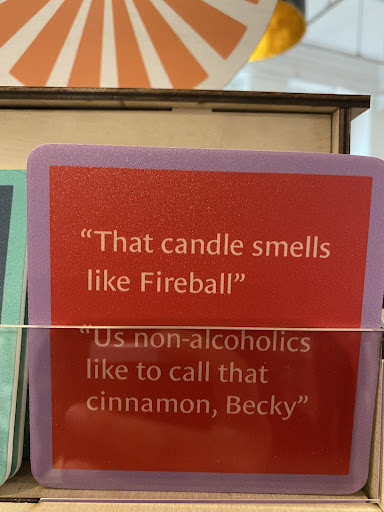 “That candle smells
like Fireball”
“Us non-alcoholics
like to call that
cinnamon, Becky”